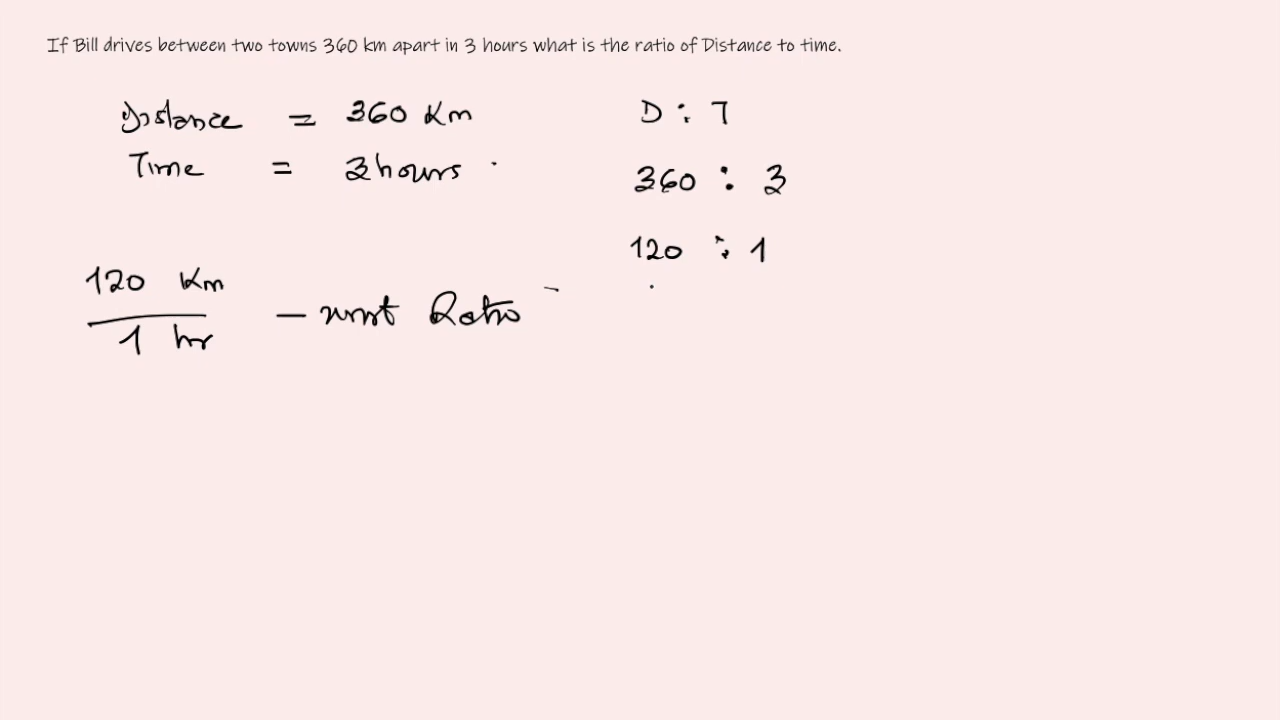 If Bill drives between two towns 360 km apart in 3 hours what is the ratio of Distance to time.
Distance = 360 Km
Time = 3 hours
D : T
360 : 3
120 : 1
120 Km
1 hr
- unit Ratio